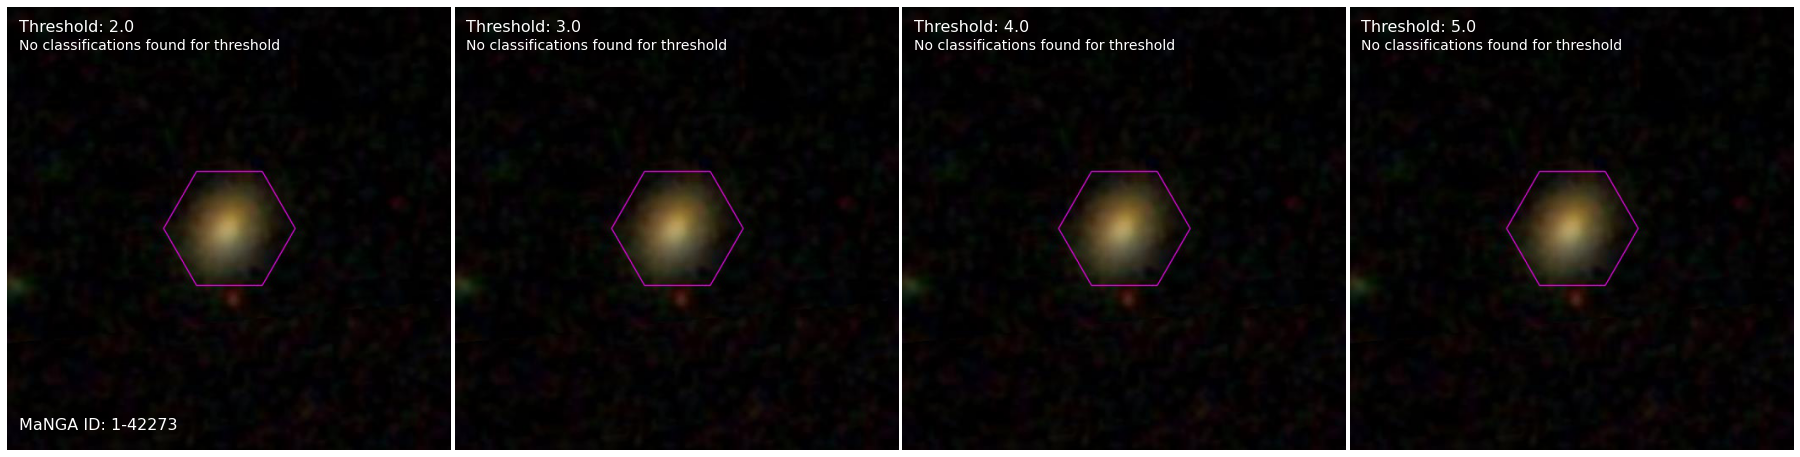 Threshold: 2.0
No classifications found for threshold
Threshold: 3.0
No classifications found for threshold
Threshold: 4.0
No classifications found for threshold
Threshold: 5.0
No classifications found for threshold
MaNGA ID: 1-42273